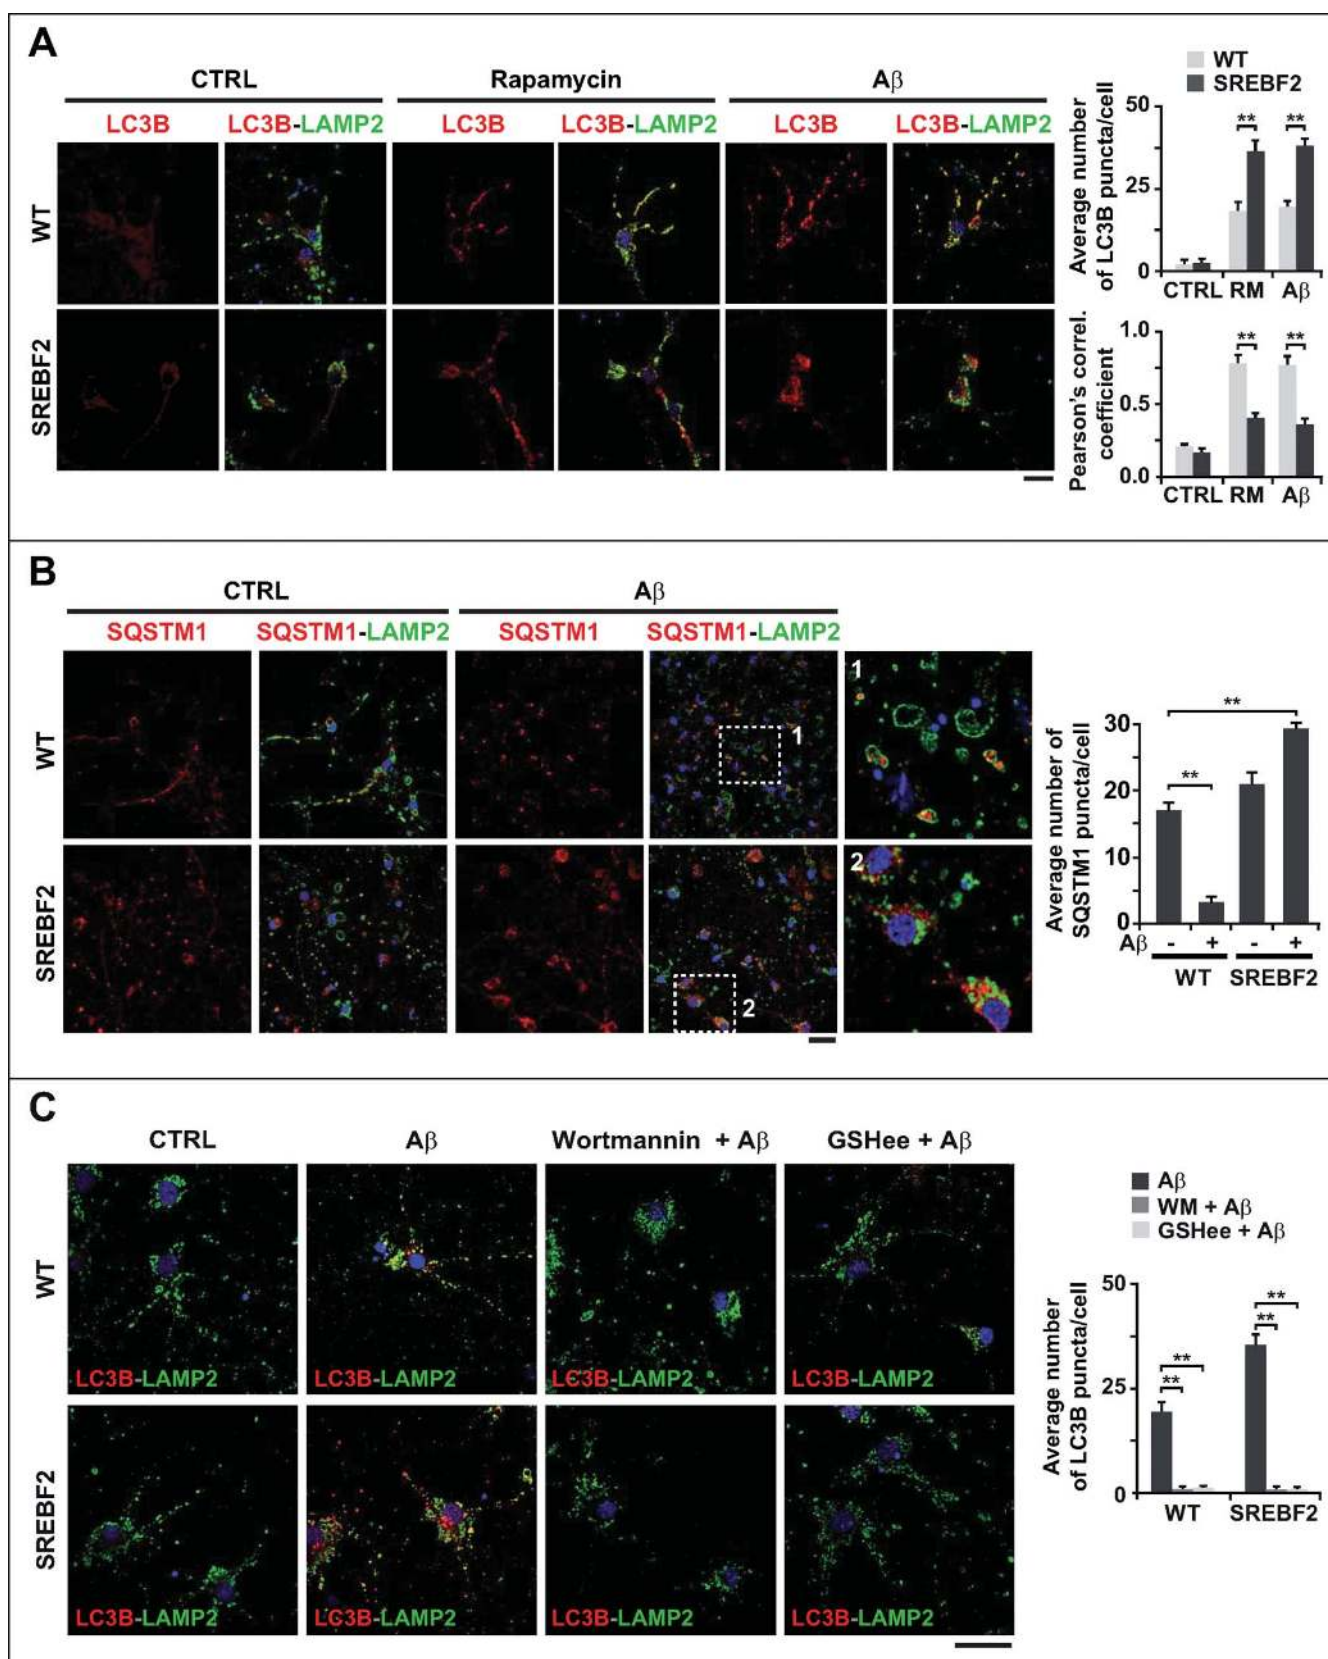 A
CTRL
Rapamycin
Aβ
LC3B
LC3B-LAMP2
LC3B
LC3B-LAMP2
LC3B
LC3B-LAMP2
WT
SREBF2
WT
SREBF2
Average number
of LC3B puncta/cell
50
25
0
**
**
CTRL
RM
Aβ
Pearson's correl.
coefficient
1.0
0.5
0.0
**
**
CTRL
RM
Aβ
B
CTRL
Aβ
SQSTM1
SQSTM1-LAMP2
SQSTM1
SQSTM1-LAMP2
WT
1
1
SREBF2
2
2
Average number of
SQSTM1 puncta/cell
30
20
10
0
**
**
Aβ
-
+
-
+
WT
SREBF2
C
CTRL
Aβ
Wortmannin + Aβ
GSHee + Aβ
WT
LC3B-LAMP2
LC3B-LAMP2
LC3B-LAMP2
LC3B-LAMP2
SREBF2
LC3B-LAMP2
LC3B-LAMP2
LC3B-LAMP2
LC3B-LAMP2
Aβ
WM + Aβ
GSHee + Aβ
Average number
of LC3B puncta/cell
50
25
0
**
**
**
**
WT
SREBF2